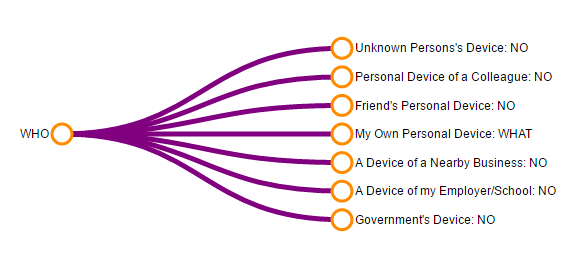 WHO
Unknown Persons's Device: NO
Personal Device of a Colleague: NO
Friend's Personal Device: NO
My Own Personal Device: WHAT
A Device of a Nearby Business: NO
A Device of my Employer/School: NO
Government's Device: NO